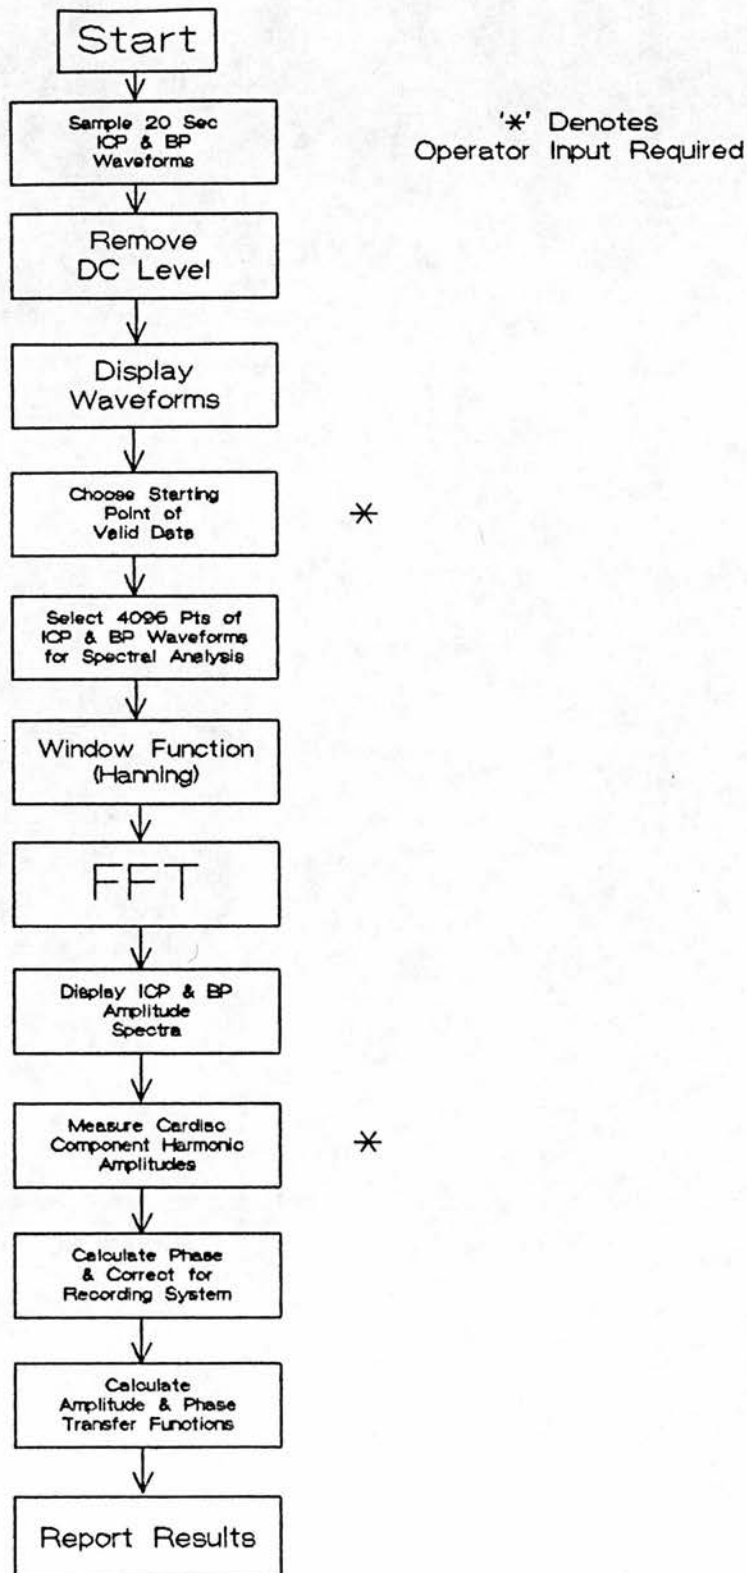 Start
Sample 20 Sec
ICP & BP
Waveforms
'*' Denotes
Operator Input Required
Remove
DC Level
Display
Waveforms
Choose Starting
Point of
Valid Data
*
Select 4096 Pts of
ICP & BP Waveforms
for Spectral Analysis
Window Function
(Hanning)
FFT
Display ICP & BP
Amplitude
Spectra
Measure Cardiac
Component Harmonic
Amplitudes
*
Calculate Phase
& Correct for
Recording System
Calculate
Amplitude & Phase
Transfer Functions
Report Results